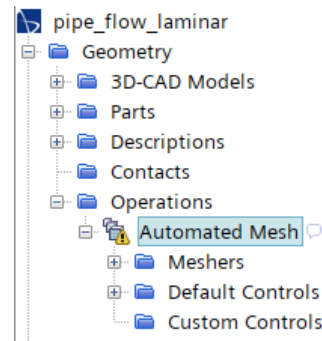 pipe_flow_laminar
Geometry
3D-CAD Models
Parts
Descriptions
Contacts
Operations
Automated Mesh
Meshers
Default Controls
Custom Controls